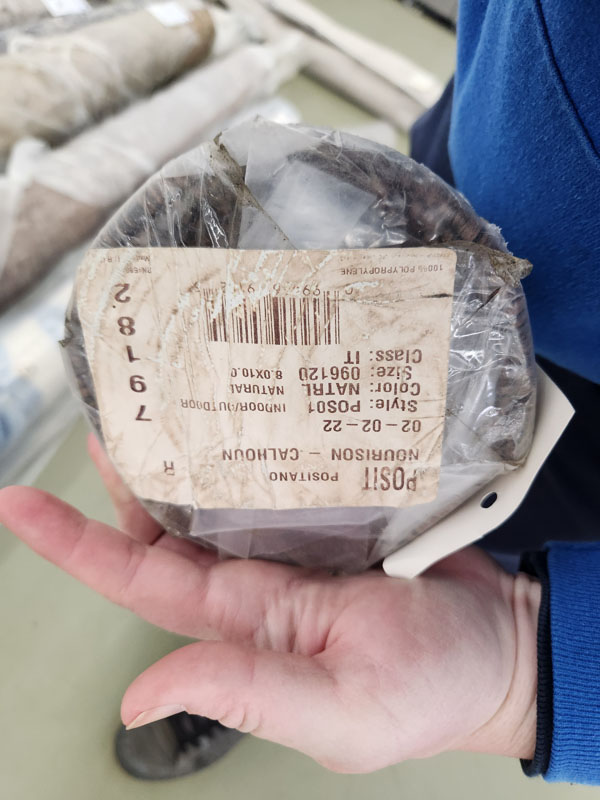 POSIT
POSITANO
R
NOURISON - CALHOUN
02-02-22
Style: POS01 INDOOR/OUTDOOR
Color: NATRL NATURAL
Size: 096120 8.0X10.0
Class: IT
7 9 1 8 2
100% POLYPROPYLENE